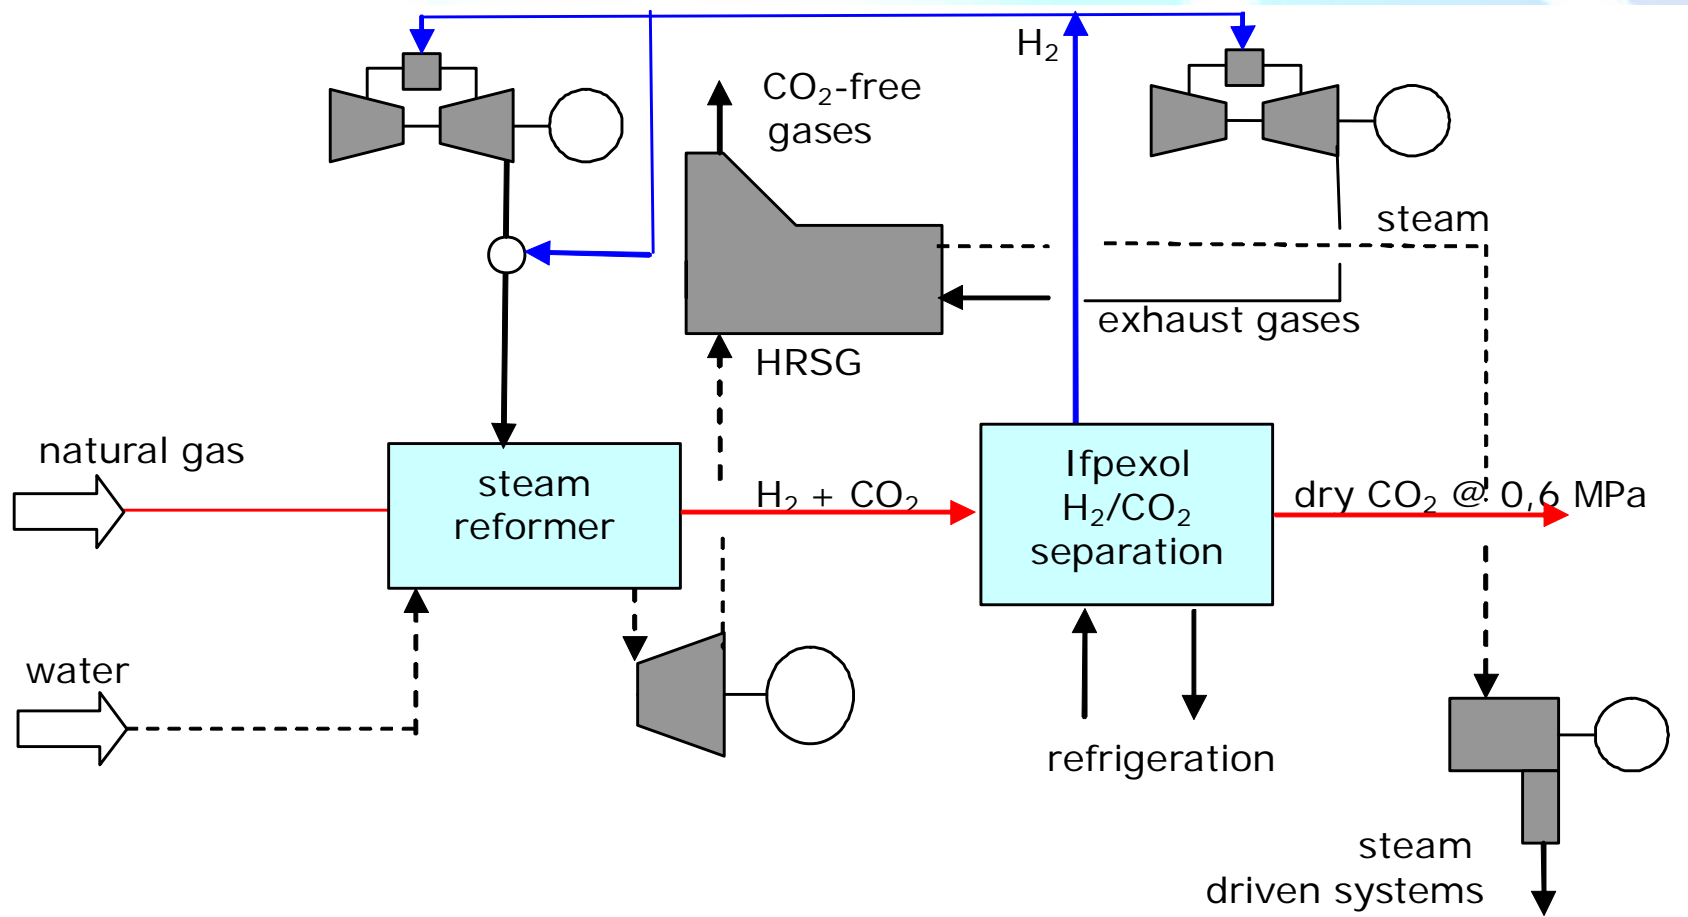 H₂
CO₂-free
gases
steam
exhaust gases
HRSG
natural gas
steam
reformer
H₂ + CO₂
Ifpexol
H₂/CO₂
separation
dry CO₂ @ 0,6 MPa
water
refrigeration
steam
driven systems